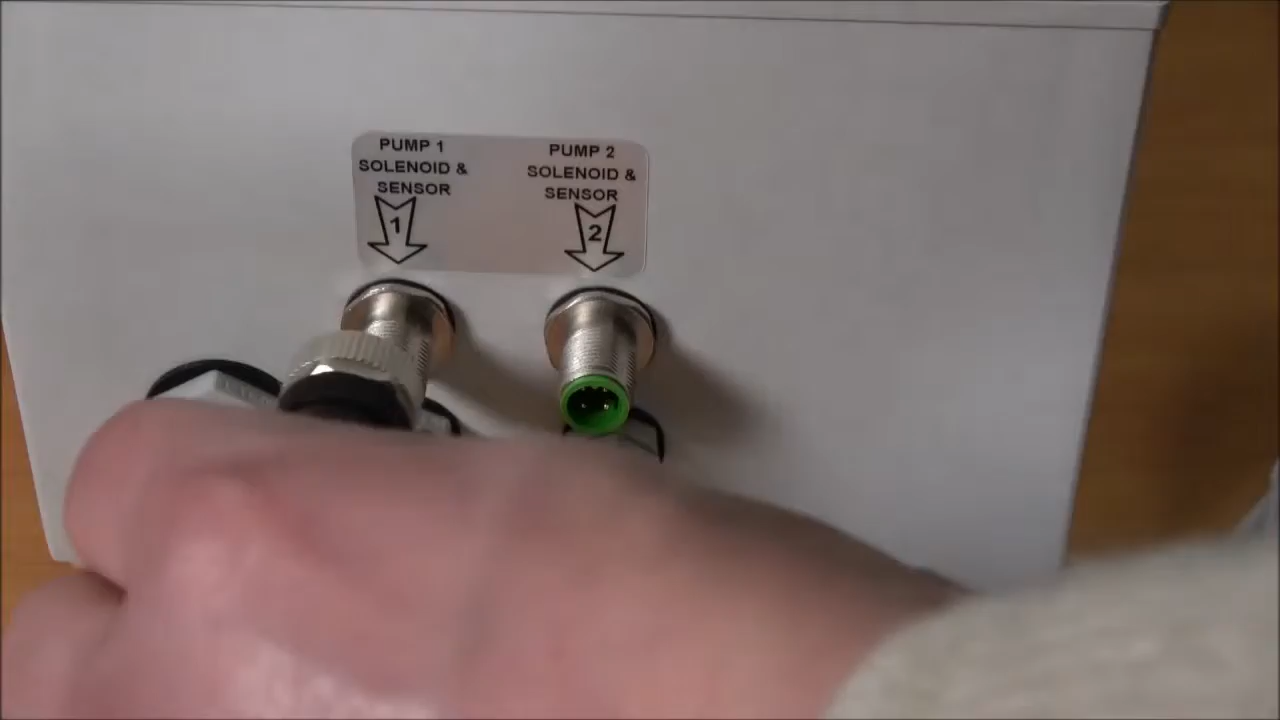 PUMP 1
SOLENOID &
SENSOR
1
PUMP 2
SOLENOID &
SENSOR
2